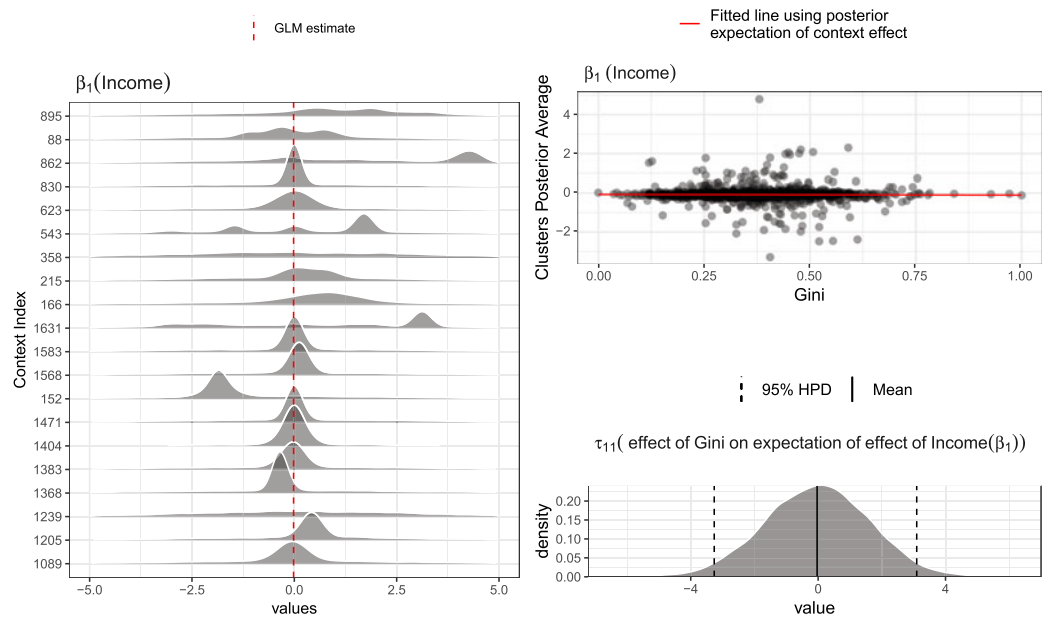 GLM estimate
β1(Income)
Context Index
895
88
862
830
623
543
358
215
166
1631
1583
1568
152
1471
1404
1383
1368
1239
1205
1089
−5.0 −2.5 0.0 2.5 5.0
values
Fitted line using posterior
expectation of context effect
β1 (Income)
Clusters Posterior Average
4
2
0
−2
0.00 0.25 0.50 0.75 1.00
Gini
95% HPD Mean
τ11( effect of Gini on expectation of effect of Income(β1))
density
0.20
0.15
0.10
0.05
0.00
−4 0 4
value